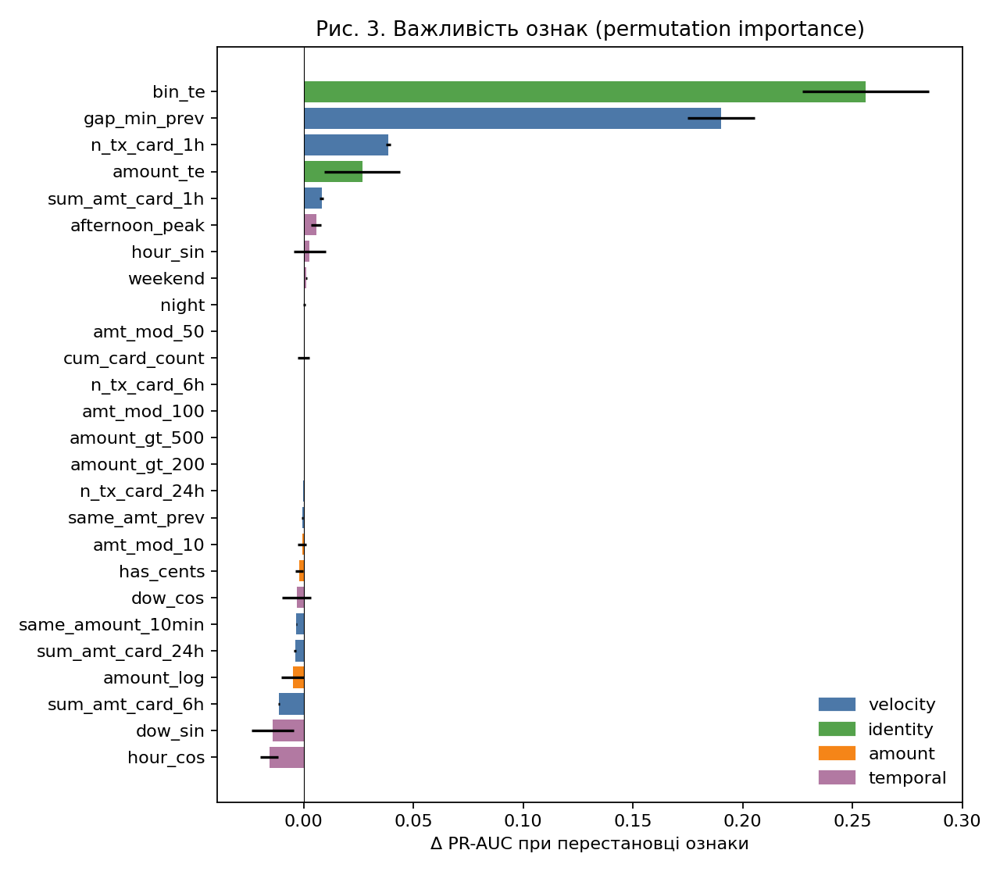 Рис. 3. Важливість ознак (permutation importance)
bin_te
gap_min_prev
n_tx_card_1h
amount_te
sum_amt_card_1h
afternoon_peak
hour_sin
weekend
night
amt_mod_50
cum_card_count
n_tx_card_6h
amt_mod_100
amount_gt_500
amount_gt_200
n_tx_card_24h
same_amt_prev
amt_mod_10
has_cents
dow_cos
same_amount_10min
sum_amt_card_24h
amount_log
sum_amt_card_6h
dow_sin
hour_cos
velocity
identity
amount
temporal
0.00 0.05 0.10 0.15 0.20 0.25 0.30
Δ PR-AUC при перестановці ознаки